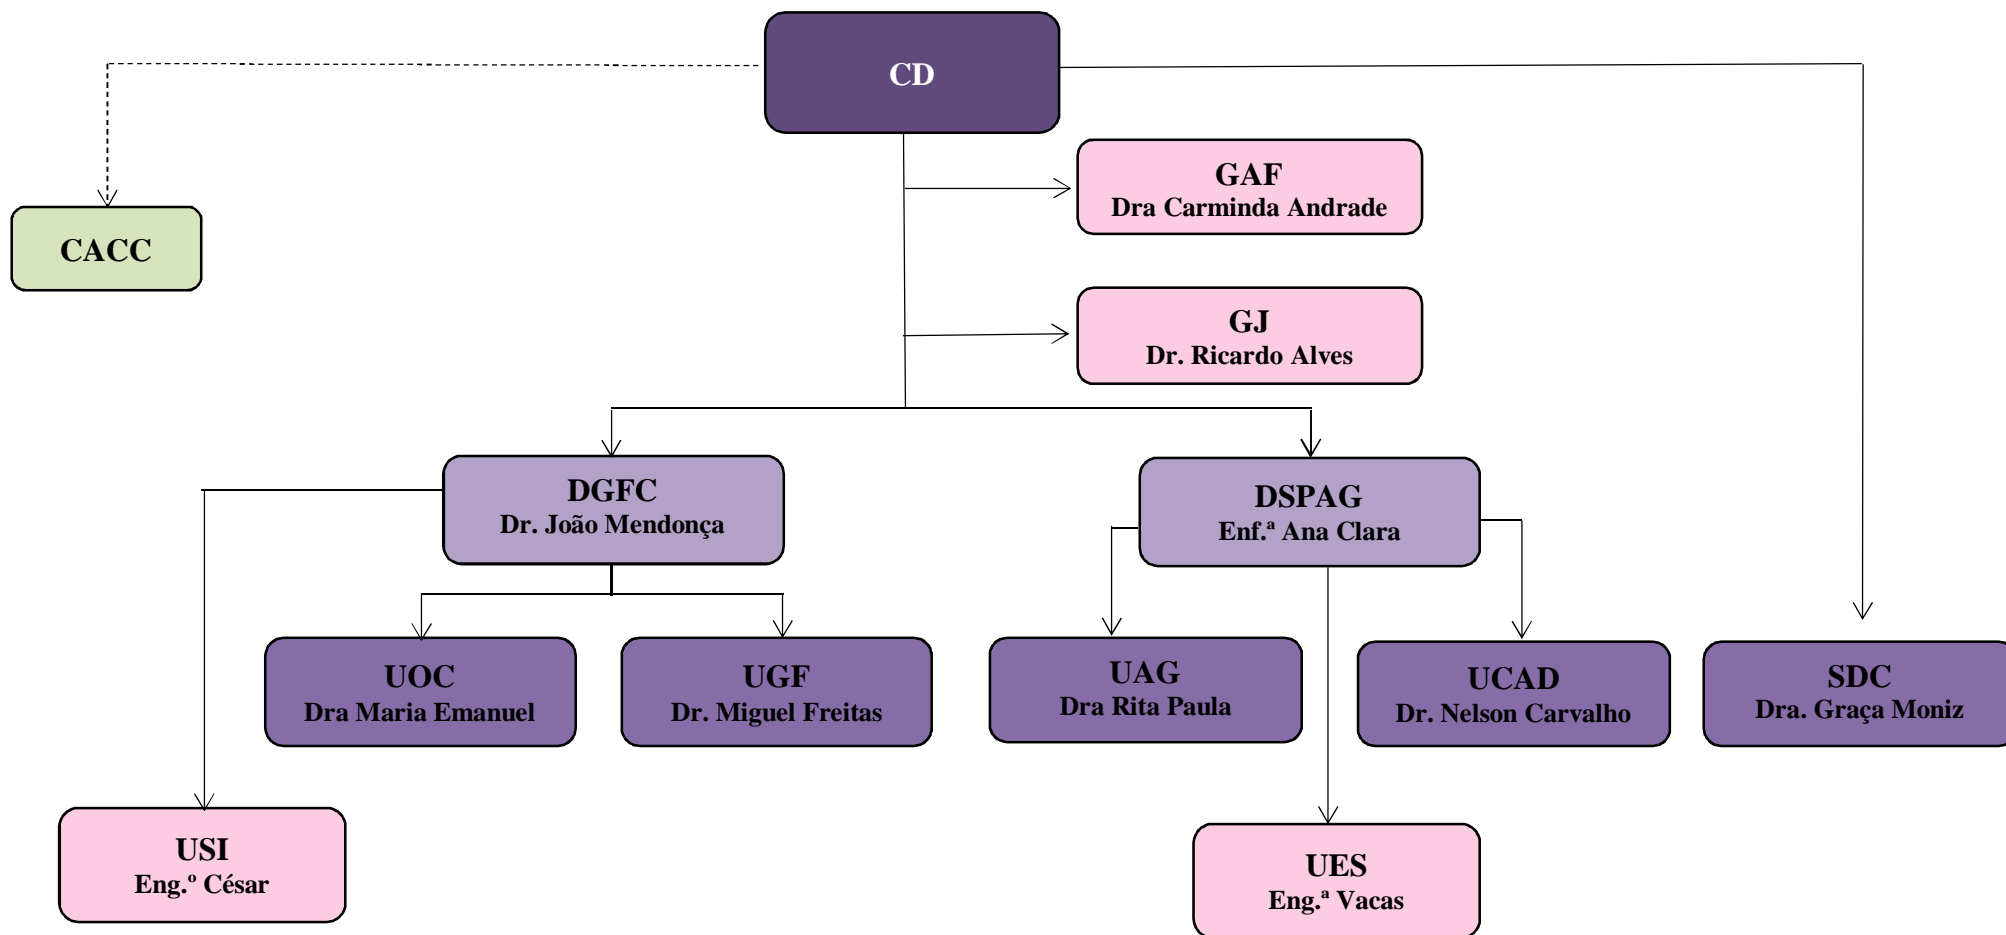 CD
GAF
Dra Carminda Andrade
CACC
GJ
Dr. Ricardo Alves
DGFC
Dr. João Mendonça
DSPAG
Enf.ª Ana Clara
UOC
Dra Maria Emanuel
UGF
Dr. Miguel Freitas
UAG
Dra Rita Paula
UCAD
Dr. Nelson Carvalho
SDC
Dra. Graça Moniz
USI
Eng.º César
UES
Eng.ª Vacas